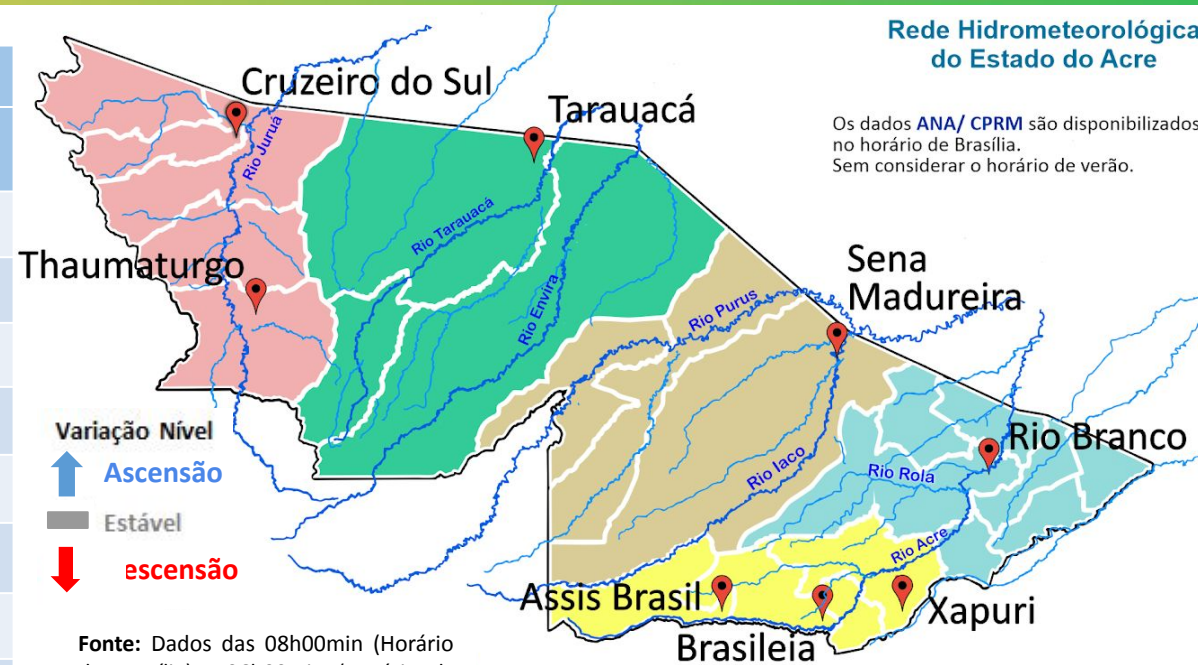 Rede Hidrometeorológica
do Estado do Acre
Os dados ANA/ CPRM são disponibilizados
no horário de Brasília.
Sem considerar o horário de verão.
Cruzeiro do Sul
Tarauacá
Rio Juruá
Rio Tarauacá
Thaumaturgo
Rio Envira
Rio Purus
Sena
Madureira
Rio Branco
Rio Rola
Rio Iaco
Rio Acre
Assis Brasil
Brasileia
Xapuri
Variação Nível
Ascensão
Estável
escensão
Fonte: Dados das 08h00min (Horário